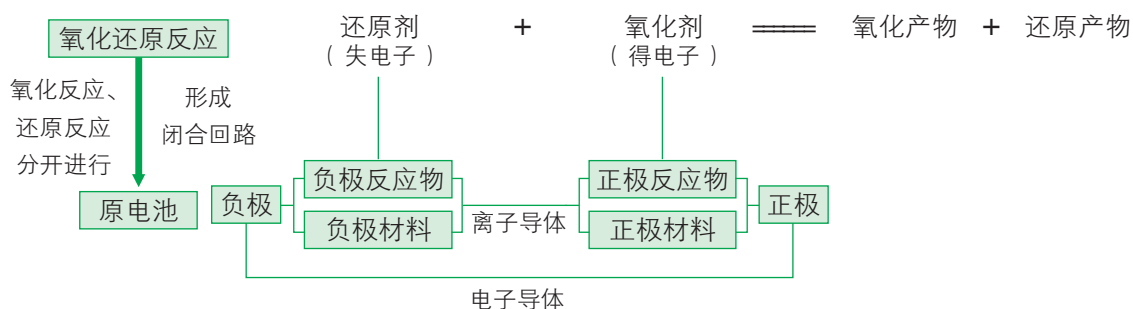 还原剂 + 氧化剂 ══ 氧化产物 + 还原产物
（失电子） （得电子）
氧化还原反应
氧化反应、
还原反应
分开进行
形成
闭合回路
原电池
负极
负极反应物
负极材料
离子导体
正极反应物
正极材料
正极
电子导体